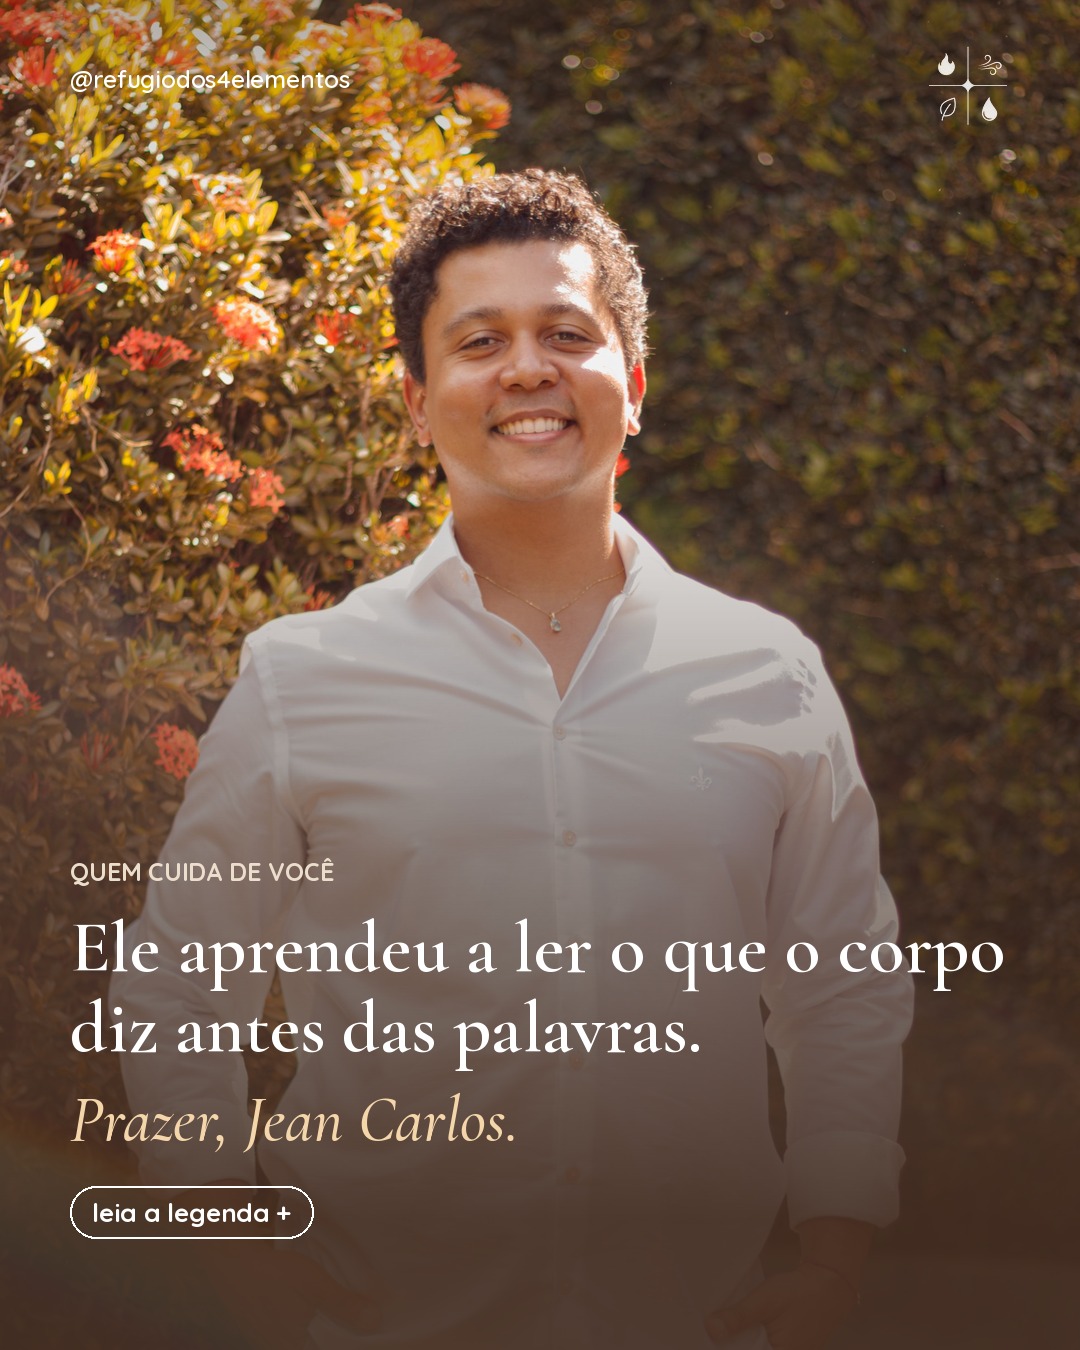 @refugiodos4elementos
QUEM CUIDA DE VOCÊ
Ele aprendeu a ler o que o corpo
diz antes das palavras.
Prazer, Jean Carlos.
leia a legenda +